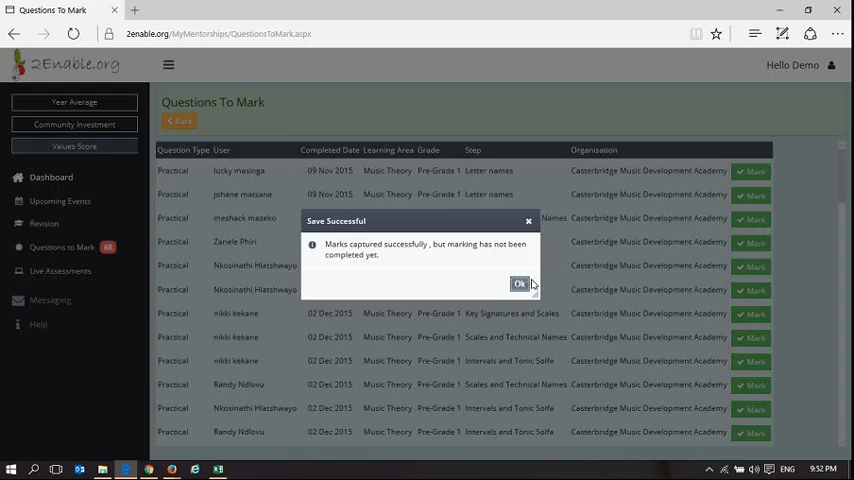 Questions To Mark
2enable.org/MyMentorships/QuestionsToMark.aspx
2Enable.org
Hello Demo
Year Average
Community Investment
Values Score
Dashboard
Upcoming Events
Revision
Questions to Mark 68
Live Assessments
Messaging
Help
Questions To Mark
Back
Question Type User Completed Date Learning Area Grade Step Organisation
Practical lucky masinga 09 Nov 2015 Music Theory Pre-Grade 1 Letter names Casterbridge Music Development Academy Mark
Practical johane matsane 09 Nov 2015 Music Theory Pre-Grade 1 Letter names Casterbridge Music Development Academy Mark
Practical meshack maseko Names Casterbridge Music Development Academy Mark
Practical Zanele Phiri Casterbridge Music Development Academy Mark
Practical Nkosinathi Hlatshwayo Casterbridge Music Development Academy Mark
Practical Nkosinathi Hlatshwayo Casterbridge Music Development Academy Mark
Practical nikki kekane 02 Dec 2015 Music Theory Pre-Grade 1 Key Signatures and Scales Casterbridge Music Development Academy Mark
Practical nikki kekane 02 Dec 2015 Music Theory Pre-Grade 1 Scales and Technical Names Casterbridge Music Development Academy Mark
Practical nikki kekane 02 Dec 2015 Music Theory Pre-Grade 1 Intervals and Tonic Solfa Casterbridge Music Development Academy Mark
Practical Randy Ndlovu 02 Dec 2015 Music Theory Pre-Grade 1 Scales and Technical Names Casterbridge Music Development Academy Mark
Practical Nkosinathi Hlatshwayo 02 Dec 2015 Music Theory Pre-Grade 1 Intervals and Tonic Solfa Casterbridge Music Development Academy Mark
Practical Randy Ndlovu 02 Dec 2015 Music Theory Pre-Grade 1 Intervals and Tonic Solfa Casterbridge Music Development Academy Mark
Save Successful
Marks captured successfully , but marking has not been
completed yet.
Ok
ENG 9:52 PM